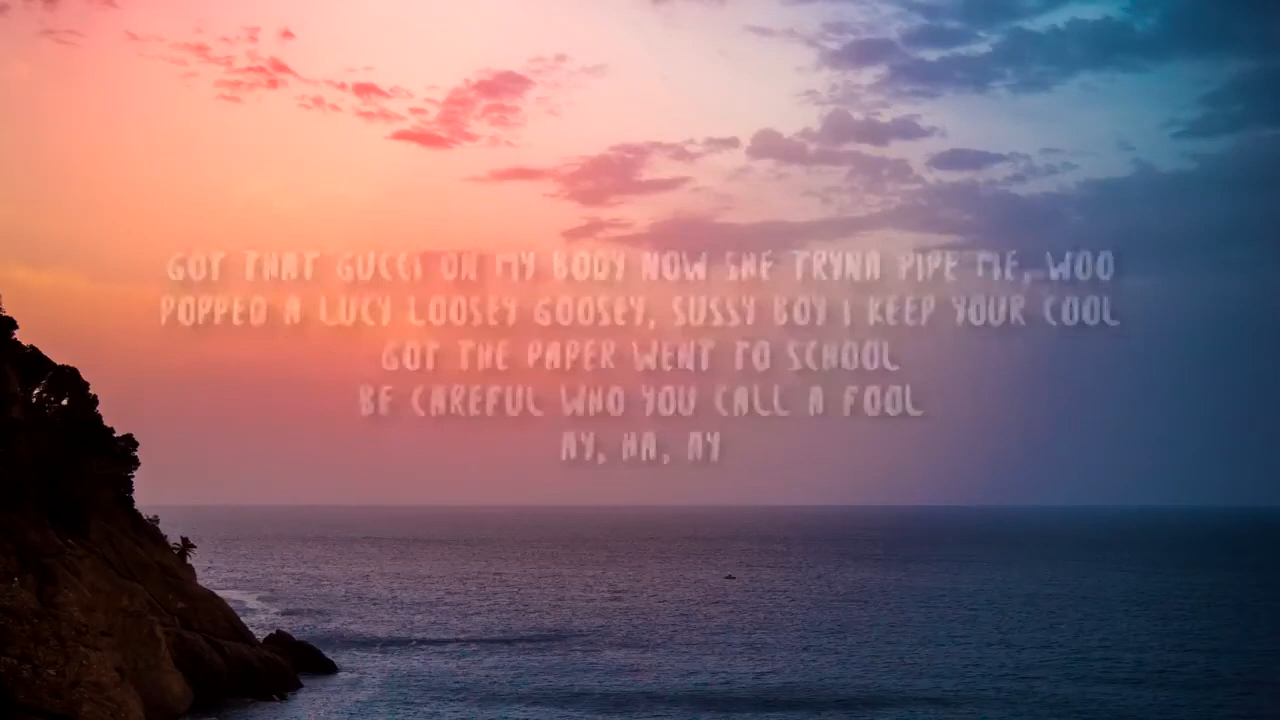 GOT THAT GUCCI ON MY BODY NOW SHE TRYNA PIPE ME, WOO
POPPED A LUCY LOOSEY GOOSEY, SUSSY BOY I KEEP YOUR COOL
GOT THE PAPER WENT TO SCHOOL
BE CAREFUL WHO YOU CALL A FOOL
AY, HA, AY